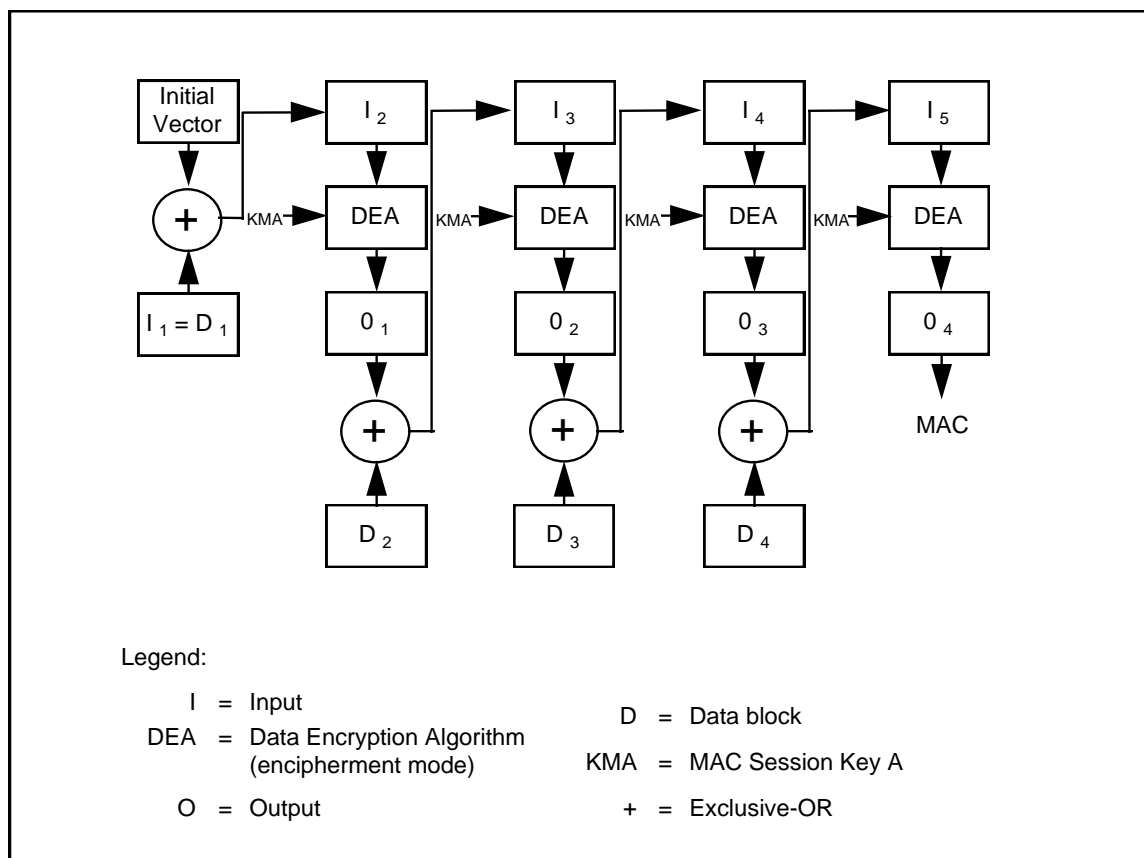 Initial
Vector
I 2
I 3
I 4
I 5
+
KMA
DEA
KMA
DEA
KMA
DEA
KMA
DEA
I 1 = D 1
0 1
0 2
0 3
0 4
+
+
+
MAC
D 2
D 3
D 4
Legend:
I = Input
DEA = Data Encryption Algorithm
(encipherment mode)
O = Output
D = Data block
KMA = MAC Session Key A
+ = Exclusive-OR